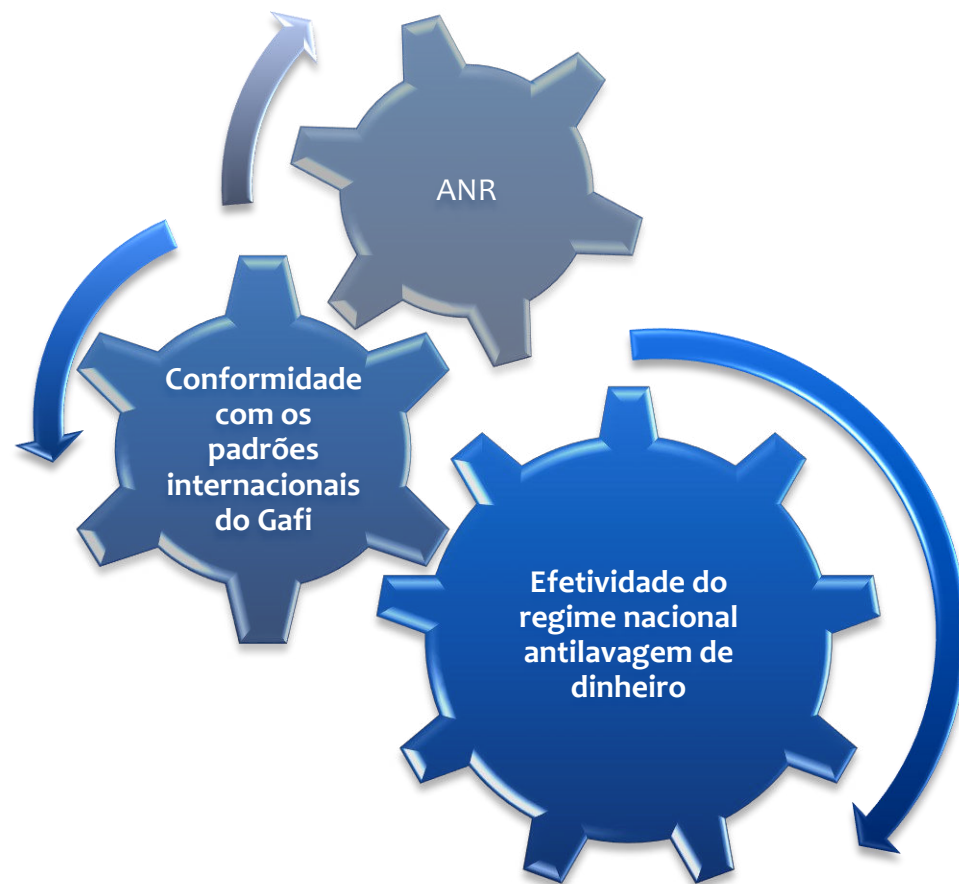 ANR
Conformidade
com os
padrões
internacionais
do Gafi
Efetividade do
regime nacional
antilavagem de
dinheiro